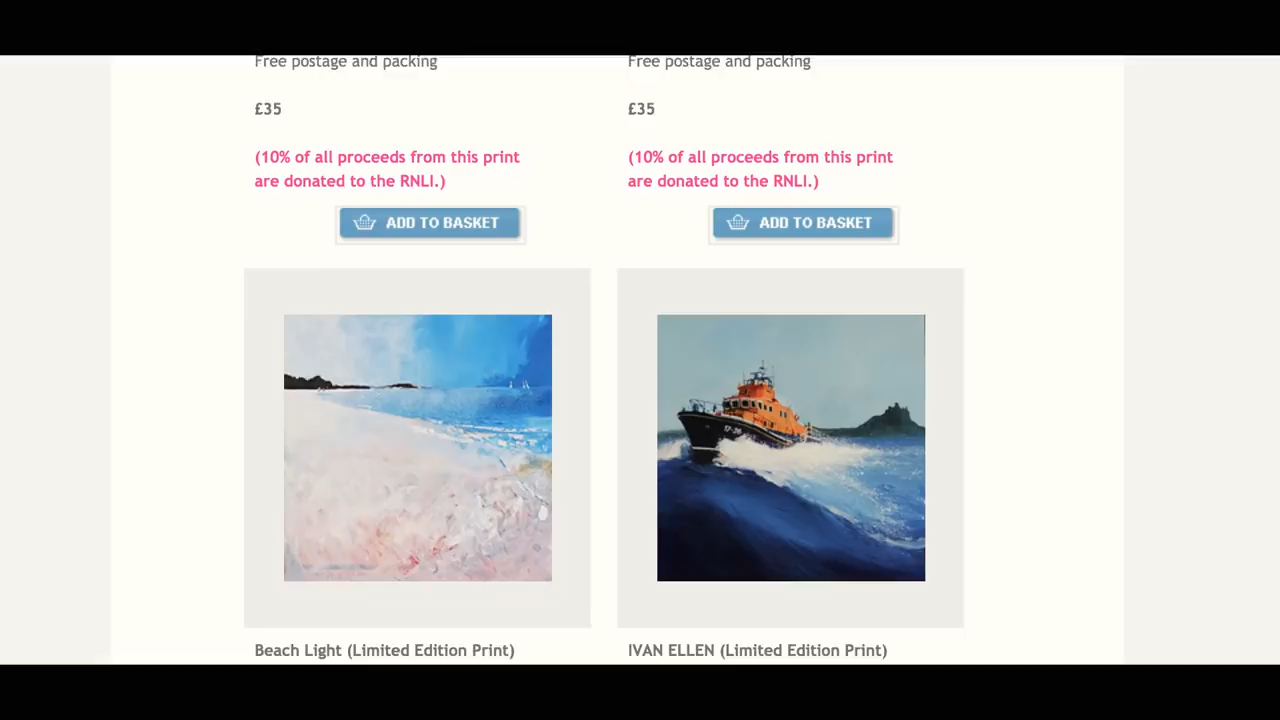 Free postage and packing
£35
(10% of all proceeds from this print
are donated to the RNLI.)
ADD TO BASKET
Free postage and packing
£35
(10% of all proceeds from this print
are donated to the RNLI.)
ADD TO BASKET
17-26
Beach Light (Limited Edition Print)
IVAN ELLEN (Limited Edition Print)